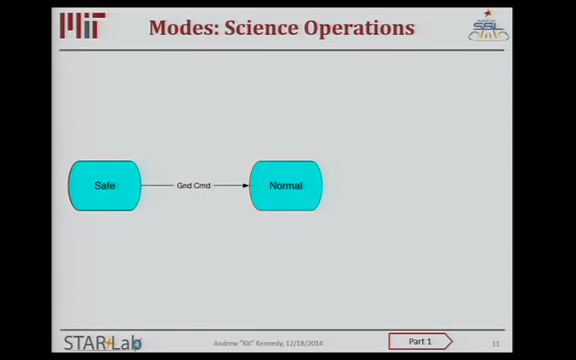 MIT
Modes: Science Operations
SSL
Safe
Gnd Cmd
Normal
STAR Lab
Andrew "Kit" Kennedy, 12/18/2014
Part 1
11